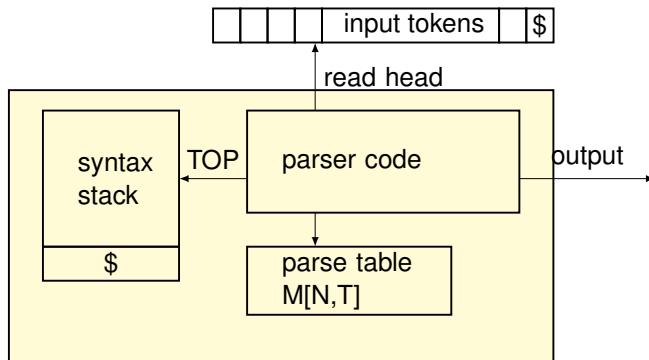 input tokens $
read head
syntax
stack
TOP
parser code
output
$
parse table
M[N,T]